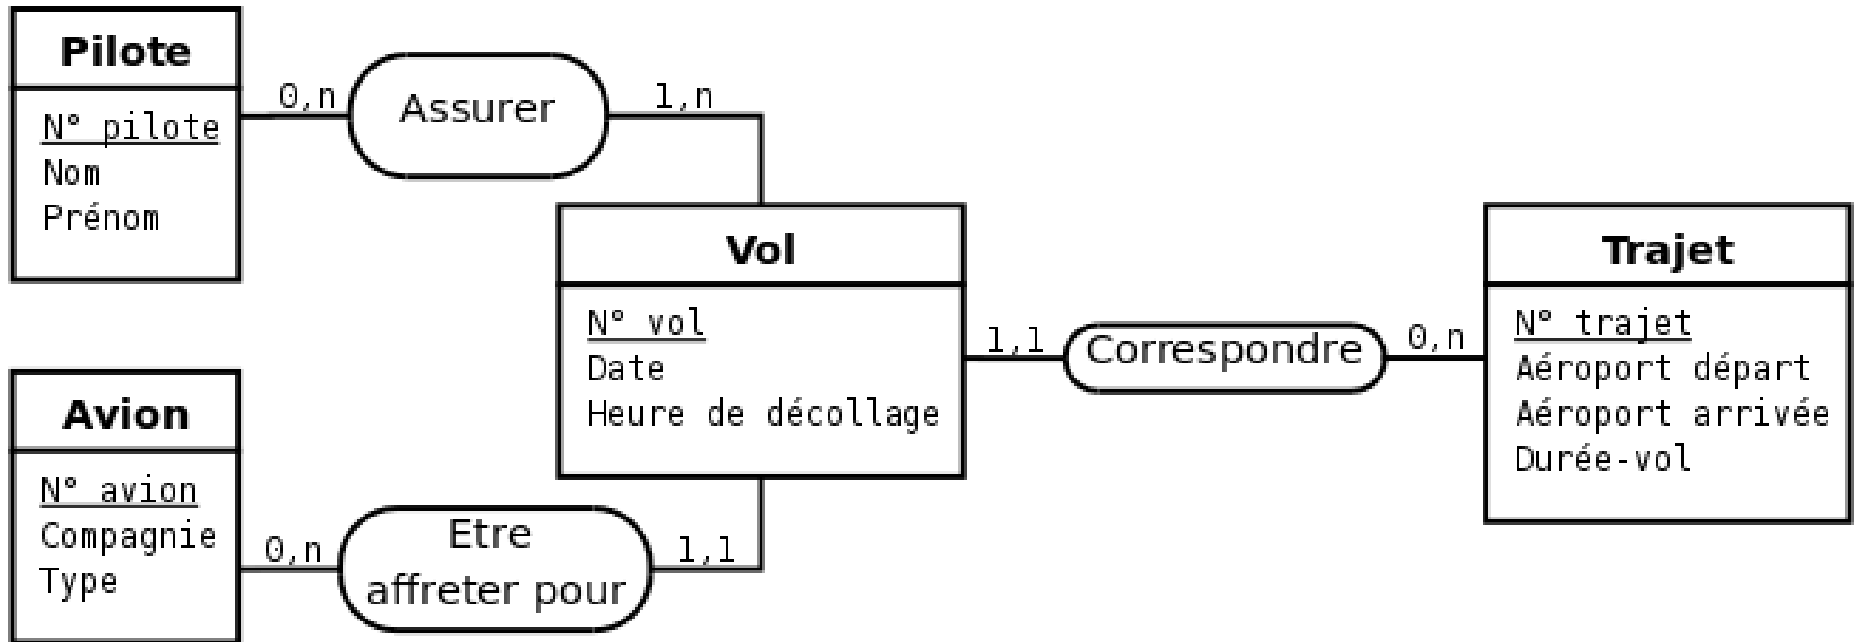 Pilote
N° pilote
Nom
Prénom
0,n
Assurer
1,n
Vol
N° vol
Date
Heure de décollage
1,1
Correspondre
0,n
Trajet
N° trajet
Aéroport départ
Aéroport arrivée
Durée-vol
Avion
N° avion
Compagnie
Type
0,n
Etre
affreter pour
1,1